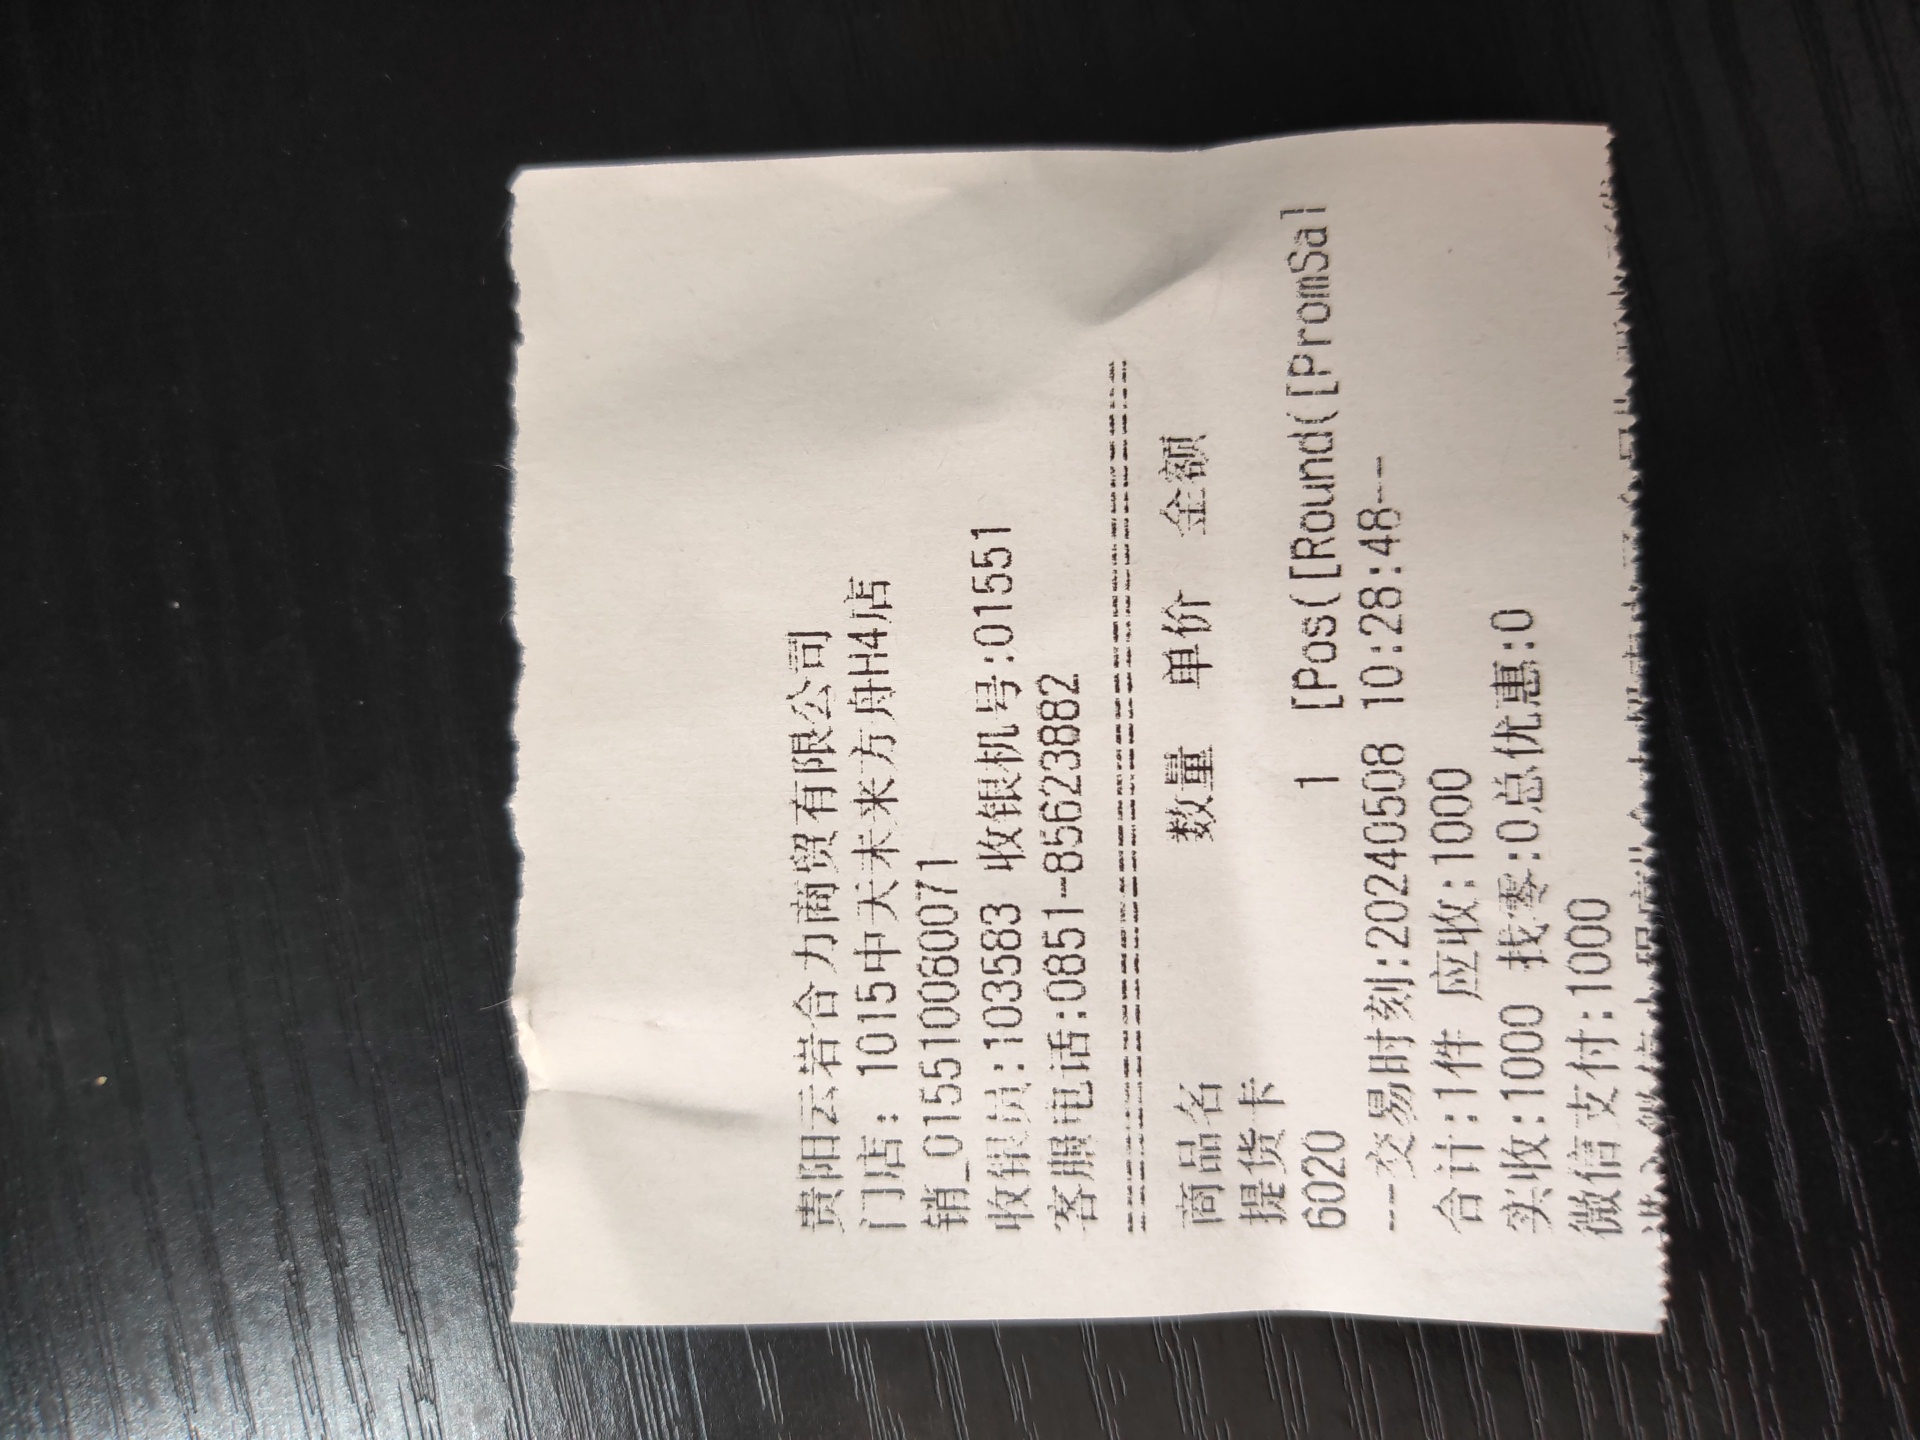 贵阳云岩合力商贸有限公司
门店: 1015中天未来方舟H4店
销_015510080071
收银员:103583 收银机号:01551
客服电话:0851-85623882
商品名 数量 单价 金额
提货卡
6020 1 [Pos([Round([PromSal
---交易时刻:20240508 10:28:48---
合计:1件 应收:1000
实收:1000 找零:0总优惠:0
微信支付:1000